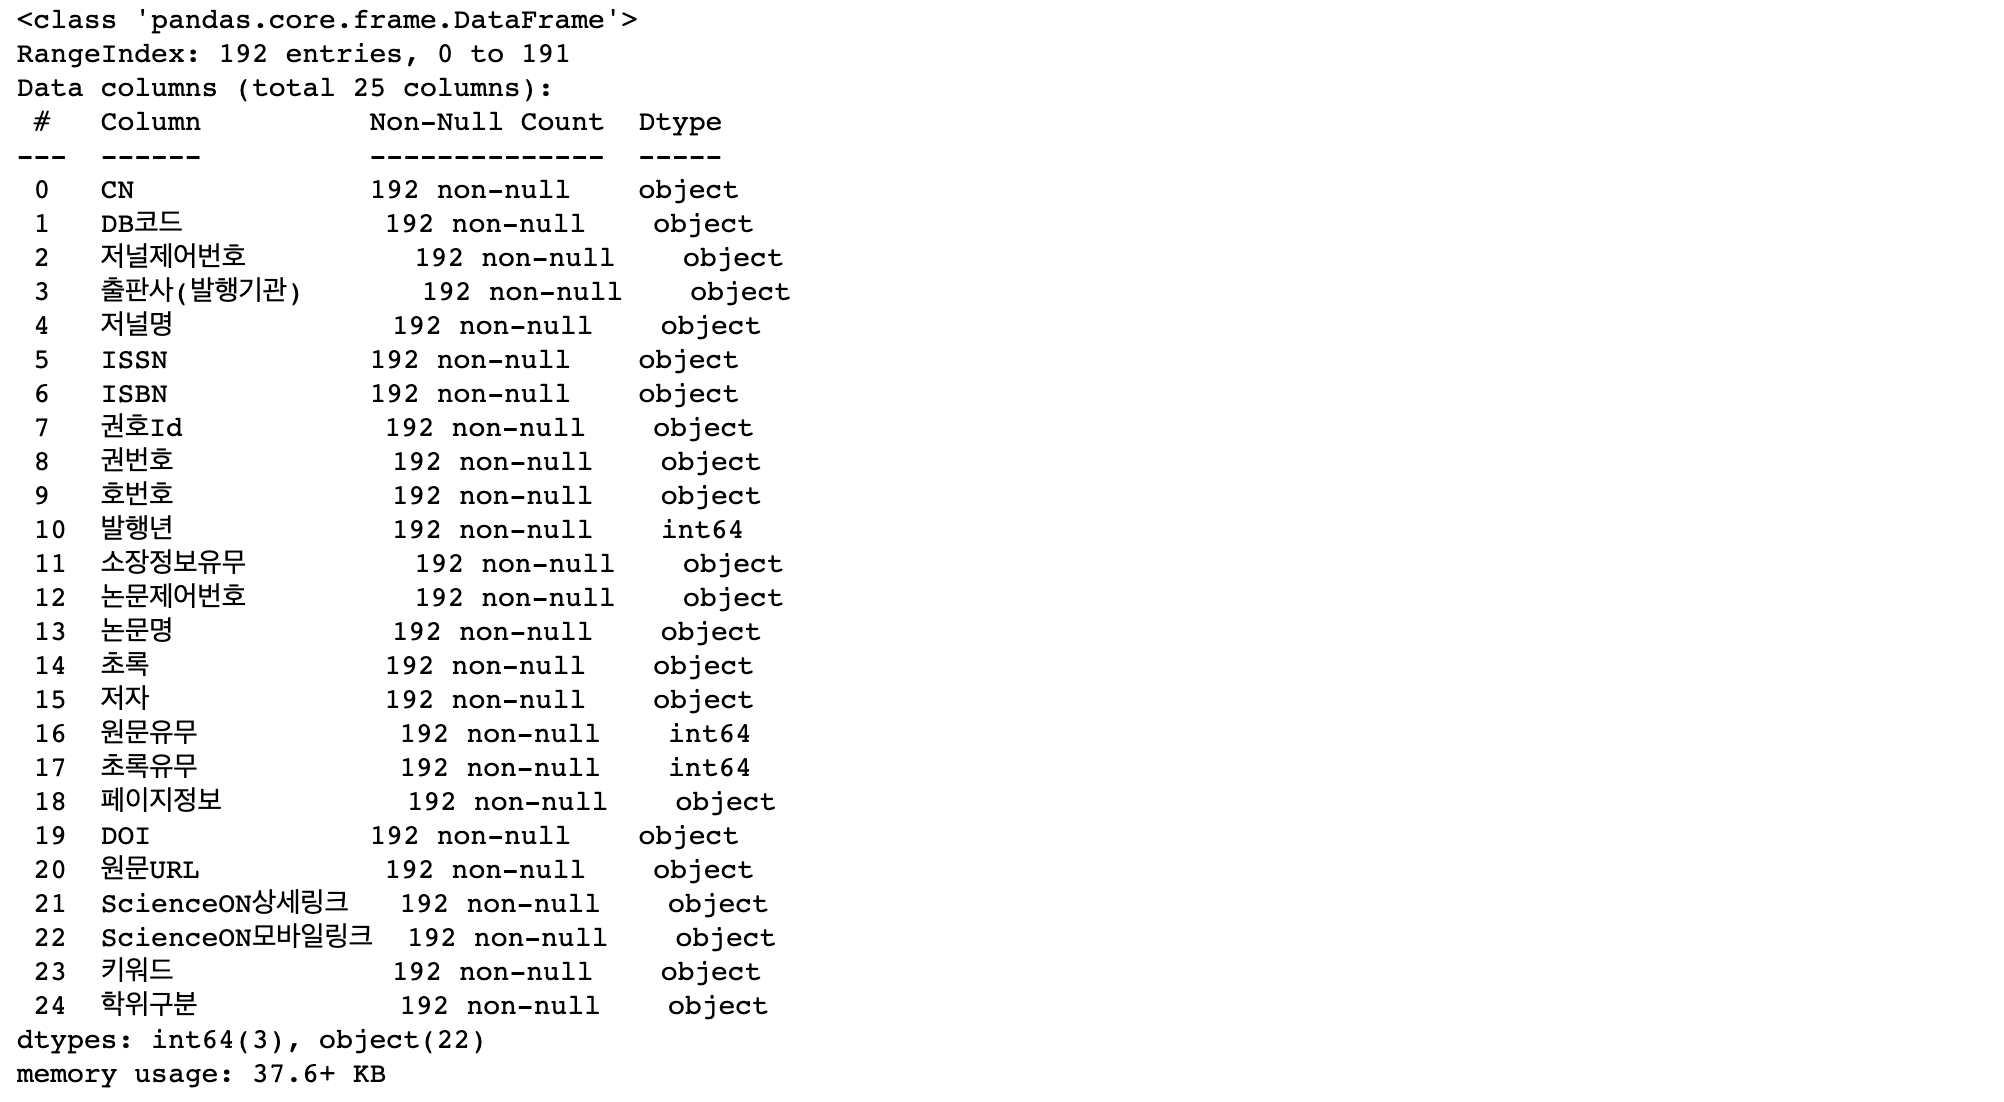 <class 'pandas.core.frame.DataFrame'>
RangeIndex: 192 entries, 0 to 191
Data columns (total 25 columns):
 #   Column          Non-Null Count  Dtype
---  ------          --------------  -----
 0   CN              192 non-null    object
 1   DB코드            192 non-null    object
 2   저널제어번호          192 non-null    object
 3   출판사(발행기관)       192 non-null    object
 4   저널명             192 non-null    object
 5   ISSN            192 non-null    object
 6   ISBN            192 non-null    object
 7   권호Id            192 non-null    object
 8   권번호             192 non-null    object
 9   호번호             192 non-null    object
 10  발행년             192 non-null    int64
 11  소장정보유무          192 non-null    object
 12  논문제어번호          192 non-null    object
 13  논문명             192 non-null    object
 14  초록              192 non-null    object
 15  저자              192 non-null    object
 16  원문유무            192 non-null    int64
 17  초록유무            192 non-null    int64
 18  페이지정보           192 non-null    object
 19  DOI             192 non-null    object
 20  원문URL           192 non-null    object
 21  ScienceON상세링크   192 non-null    object
 22  ScienceON모바일링크  192 non-null    object
 23  키워드             192 non-null    object
 24  학위구분            192 non-null    object
dtypes: int64(3), object(22)
memory usage: 37.6+ KB